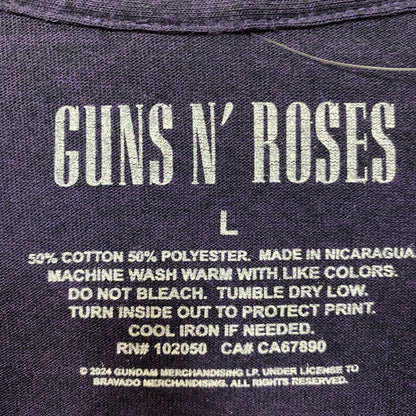 GUNS N' ROSES
L
50% COTTON 50% POLYESTER. MADE IN NICARAGUA.
MACHINE WASH WARM WITH LIKE COLORS.
DO NOT BLEACH. TUMBLE DRY LOW.
TURN INSIDE OUT TO PROTECT PRINT.
COOL IRON IF NEEDED.
RN# 102050 CA# CA67890
© 2024 GUNDAM MERCHANDISING LP. UNDER LICENSE TO
BRAVADO MERCHANDISING. ALL RIGHTS RESERVED.